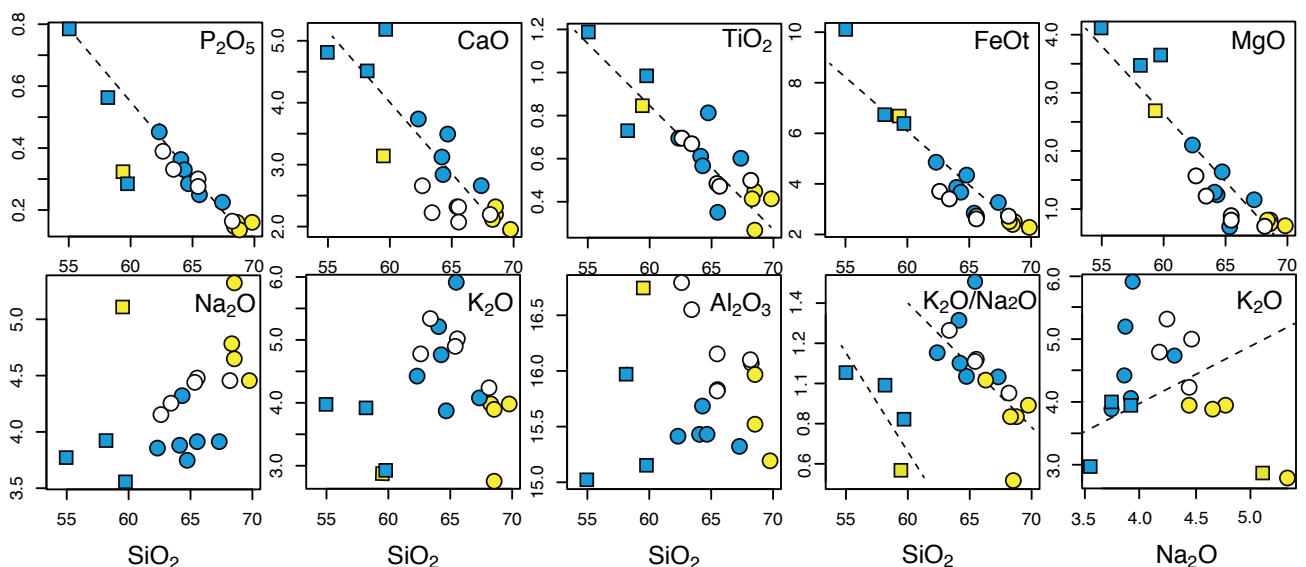 P₂O₅
0.8
0.6
0.4
0.3
0.2
55 60 65 70
CaO
5.0
4.0
3.0
2.0
55 60 65 70
TiO₂
1.2
1.0
0.8
0.6
0.4
55 60 65 70
FeOt
10
8
6
4
2
55 60 65 70
MgO
4.0
3.0
2.0
1.0
55 60 65 70
Na₂O
5.0
4.5
4.0
3.5
55 60 65 70
SiO₂
K₂O
6.0
5.0
4.0
3.0
55 60 65 70
SiO₂
Al₂O₃
16.5
16.0
15.5
15.0
55 60 65 70
SiO₂
K₂O/Na₂O
1.4
1.2
1.0
0.8
0.6
55 60 65 70
SiO₂
K₂O
6.0
5.0
4.0
3.0
3.5 4.0 4.5 5.0
Na₂O